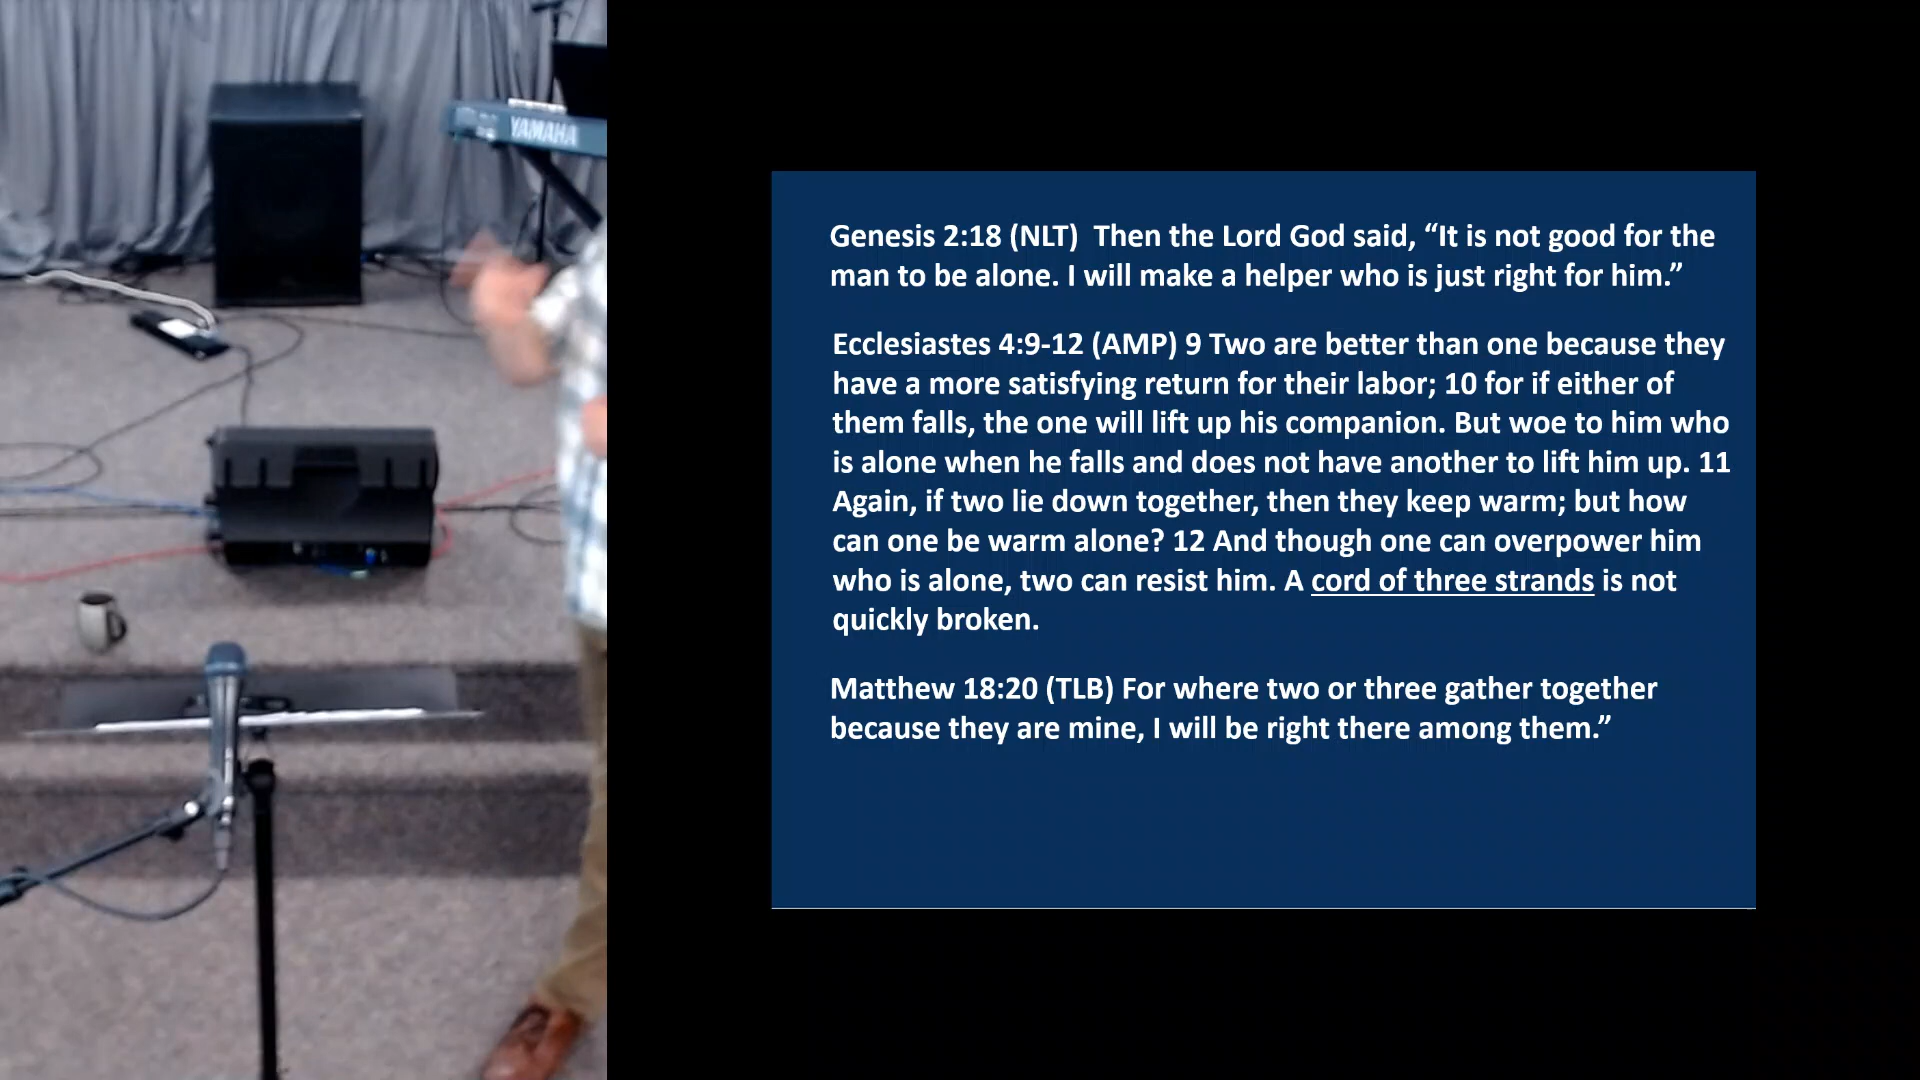 YAMAHA
Genesis 2:18 (NLT)  Then the Lord God said, “It is not good for the
man to be alone. I will make a helper who is just right for him.”
Ecclesiastes 4:9-12 (AMP) 9 Two are better than one because they
have a more satisfying return for their labor; 10 for if either of
them falls, the one will lift up his companion. But woe to him who
is alone when he falls and does not have another to lift him up. 11
Again, if two lie down together, then they keep warm; but how
can one be warm alone? 12 And though one can overpower him
who is alone, two can resist him. A cord of three strands is not
quickly broken.
Matthew 18:20 (TLB) For where two or three gather together
because they are mine, I will be right there among them.”